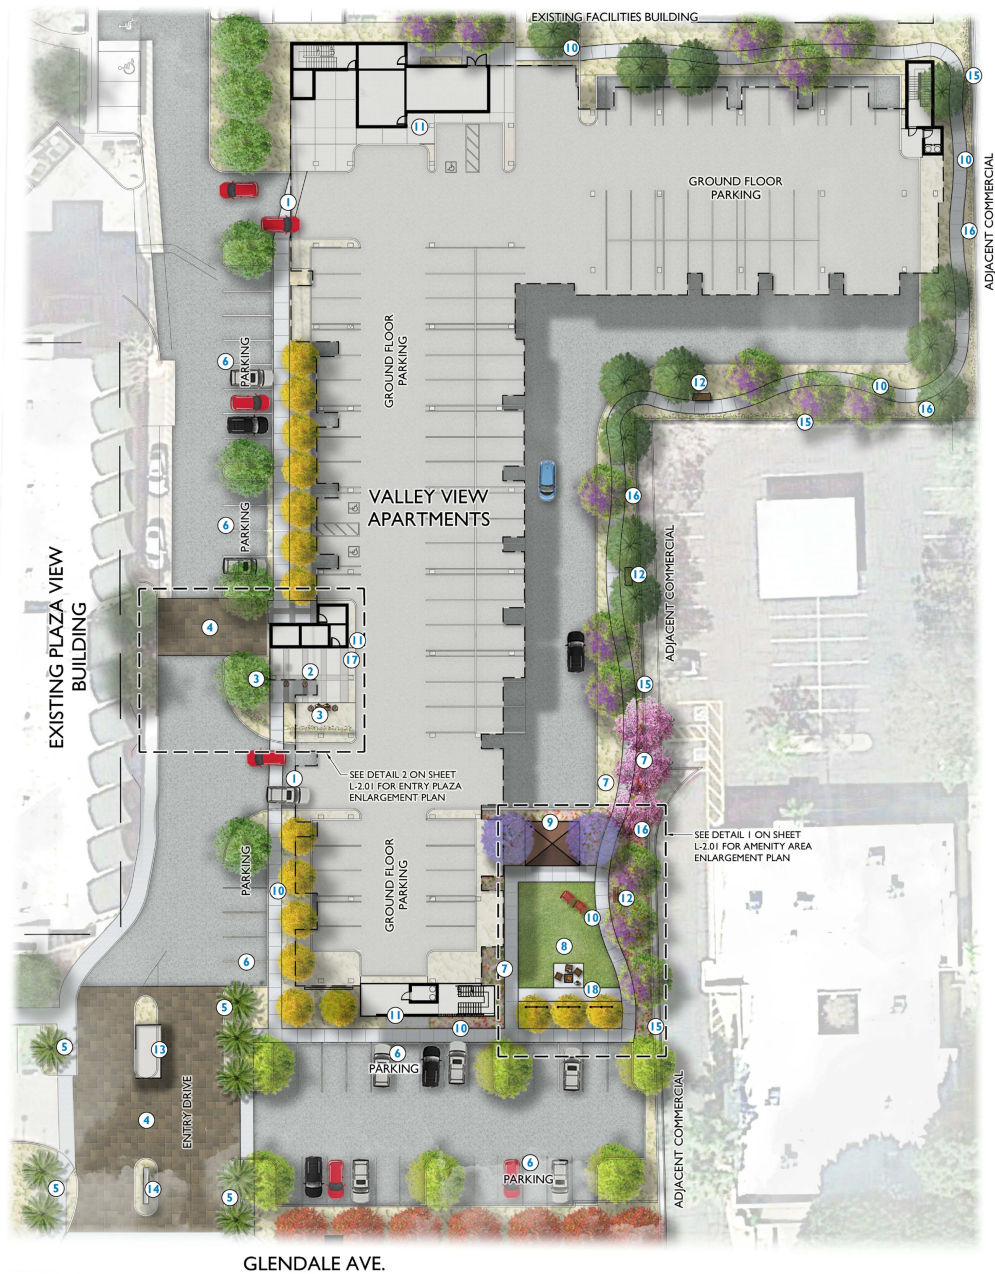 EXISTING FACILITIES BUILDING
10
15
11
10
GROUND FLOOR
PARKING
ADJACENT COMMERCIAL
1
16
6
PARKING
GROUND FLOOR
PARKING
12
10
16
15
VALLEY VIEW
APARTMENTS
16
6
PARKING
ADJACENT COMMERCIAL
12
EXISTING PLAZA VIEW
BUILDING
4
11
17
3
2
15
3
7
SEE DETAIL 2 ON SHEET
L-2.01 FOR ENTRY PLAZA
ENLARGEMENT PLAN
1
7
9
16
SEE DETAIL 1 ON SHEET
L-2.01 FOR AMENITY AREA
ENLARGEMENT PLAN
PARKING
10
GROUND FLOOR
PARKING
12
10
8
6
7
18
5
11
10
15
5
13
6
PARKING
4
ENTRY DRIVE
ADJACENT COMMERCIAL
5
14
5
6
PARKING
GLENDALE AVE.